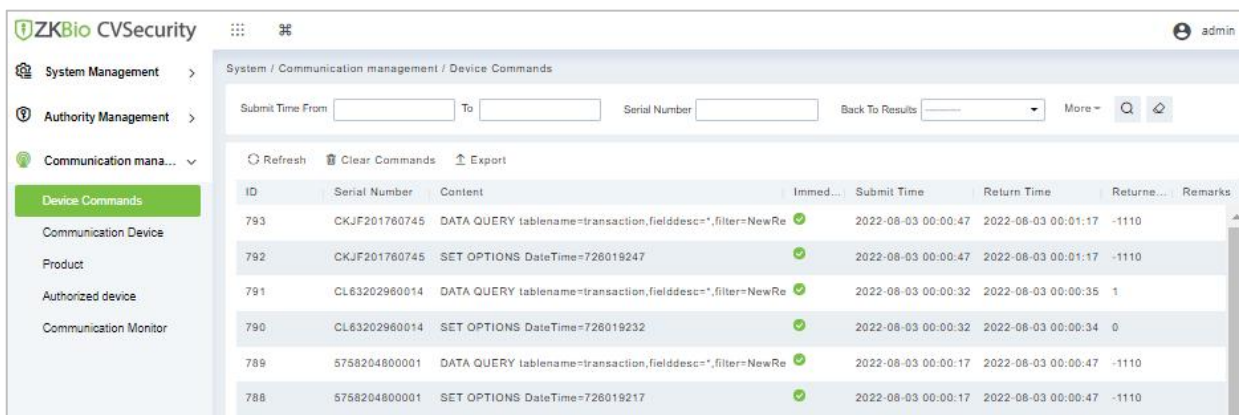 ZKBio CVSecurity
admin
System Management
Authority Management
Communication mana...
Device Commands
Communication Device
Product
Authorized device
Communication Monitor
System / Communication management / Device Commands
Submit Time From To Serial Number Back To Results ---------- More
Refresh Clear Commands Export
ID Serial Number Content Immed... Submit Time Return Time Returne... Remarks
793 CKJF201760745 DATA QUERY tablename=transaction,fielddesc=*,filter=NewRe 2022-08-03 00:00:47 2022-08-03 00:01:17 -1110
792 CKJF201760745 SET OPTIONS DateTime=726019247 2022-08-03 00:00:47 2022-08-03 00:01:17 -1110
791 CL63202960014 DATA QUERY tablename=transaction,fielddesc=*,filter=NewRe 2022-08-03 00:00:32 2022-08-03 00:00:35 1
790 CL63202960014 SET OPTIONS DateTime=726019232 2022-08-03 00:00:32 2022-08-03 00:00:34 0
789 5758204800001 DATA QUERY tablename=transaction,fielddesc=*,filter=NewRe 2022-08-03 00:00:17 2022-08-03 00:00:47 -1110
788 5758204800001 SET OPTIONS DateTime=726019217 2022-08-03 00:00:17 2022-08-03 00:00:47 -1110